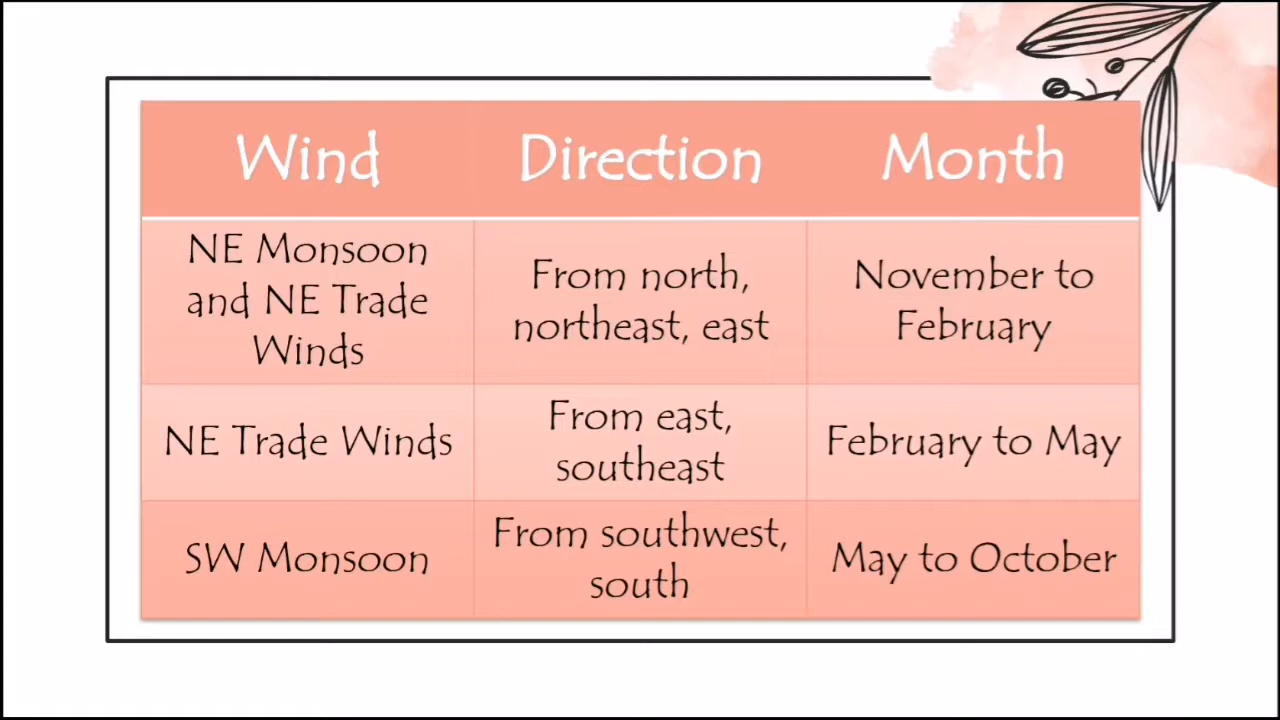 Wind
Direction
Month
NE Monsoon
and NE Trade
Winds
From north,
northeast, east
November to
February
NE Trade Winds
From east,
southeast
February to May
SW Monsoon
From southwest,
south
May to October